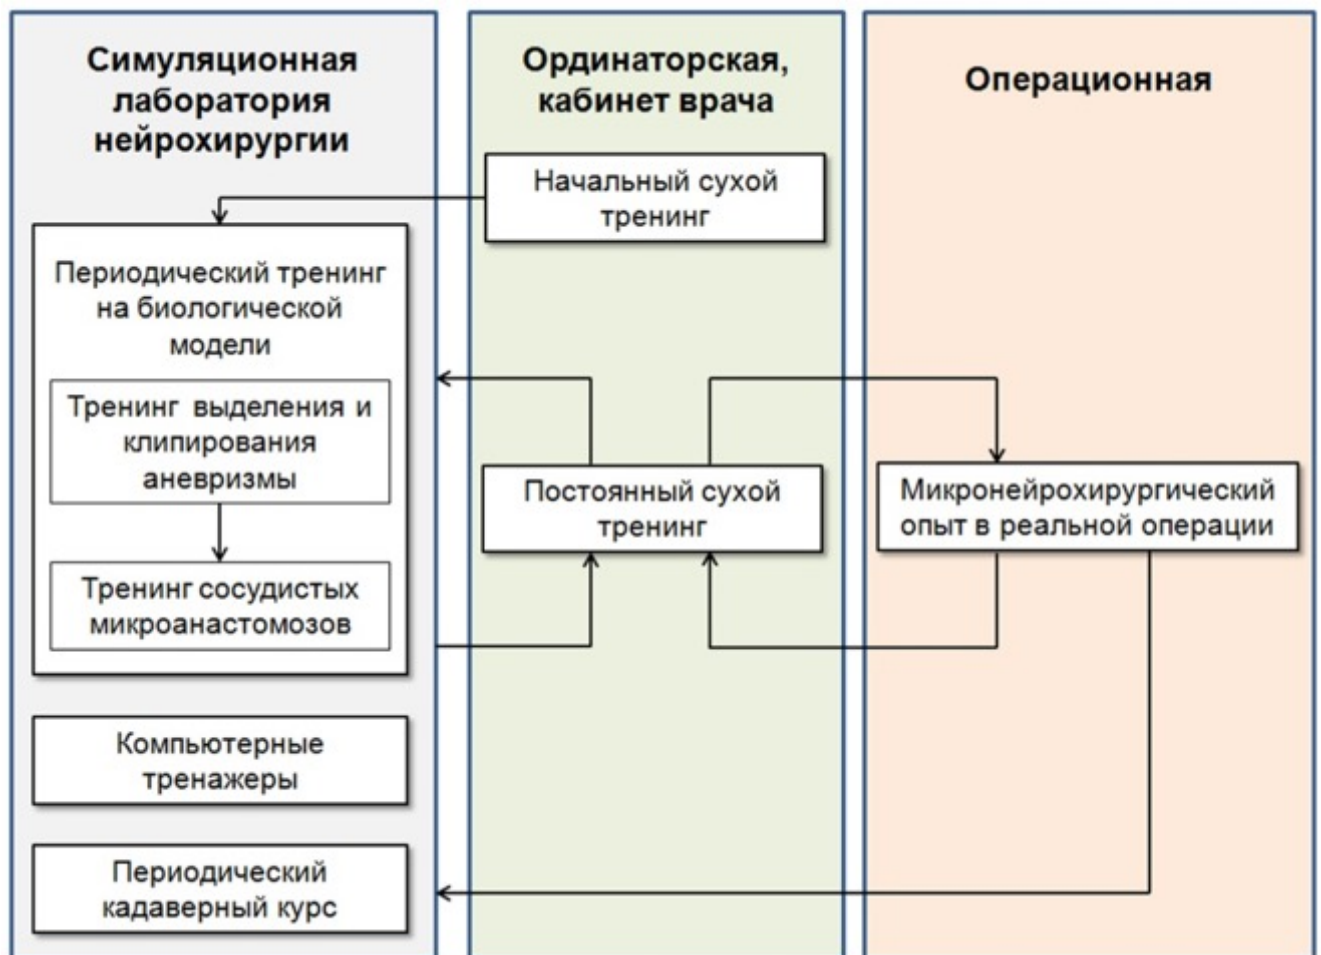 Симуляционная
лаборатория
нейрохирургии
Периодический тренинг
на биологической
модели
Тренинг выделения и
клипирования
аневризмы
Тренинг сосудистых
микроанастомозов
Компьютерные
тренажеры
Периодический
кадаверный курс
Ординаторская,
кабинет врача
Начальный сухой
тренинг
Постоянный сухой
тренинг
Операционная
Микронейрохирургический
опыт в реальной операции